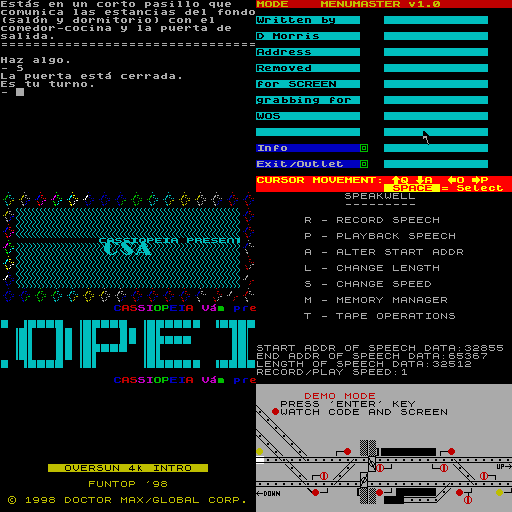 Estás en un corto pasillo que
comunica las estancias del fondo
(salón y dormitorio) con el
comedor-cocina y la puerta de
salida.
================================
Haz algo.
- S
La puerta está cerrada.
Es tu turno.
-
MODE MENUMASTER v1.0
Written by
D Morris
Address
Removed
for SCREEN
grabbing for
WOS
Info
Exit/Outlet
CURSOR MOVEMENT: ↑Q ↓A ←O →P
SPACE = Select
CASSIOPEIA PRESENT
CSA
CASSIOPEIA Vám pre
OPEI
CASSIOPEIA Vám pre
SPEAKWELL
---------
R - RECORD SPEECH
P - PLAYBACK SPEECH
A - ALTER START ADDR
L - CHANGE LENGTH
S - CHANGE SPEED
M - MEMORY MANAGER
T - TAPE OPERATIONS
START ADDR OF SPEECH DATA:32855
END ADDR OF SPEECH DATA:65367
LENGTH OF SPEECH DATA:32512
RECORD/PLAY SPEED:1
OVERSUN 4K INTRO
FUNTOP '98
© 1998 DOCTOR MAX/GLOBAL CORP.
DEMO MODE
PRESS 'ENTER' KEY
WATCH CODE AND SCREEN
UP→
←DOWN